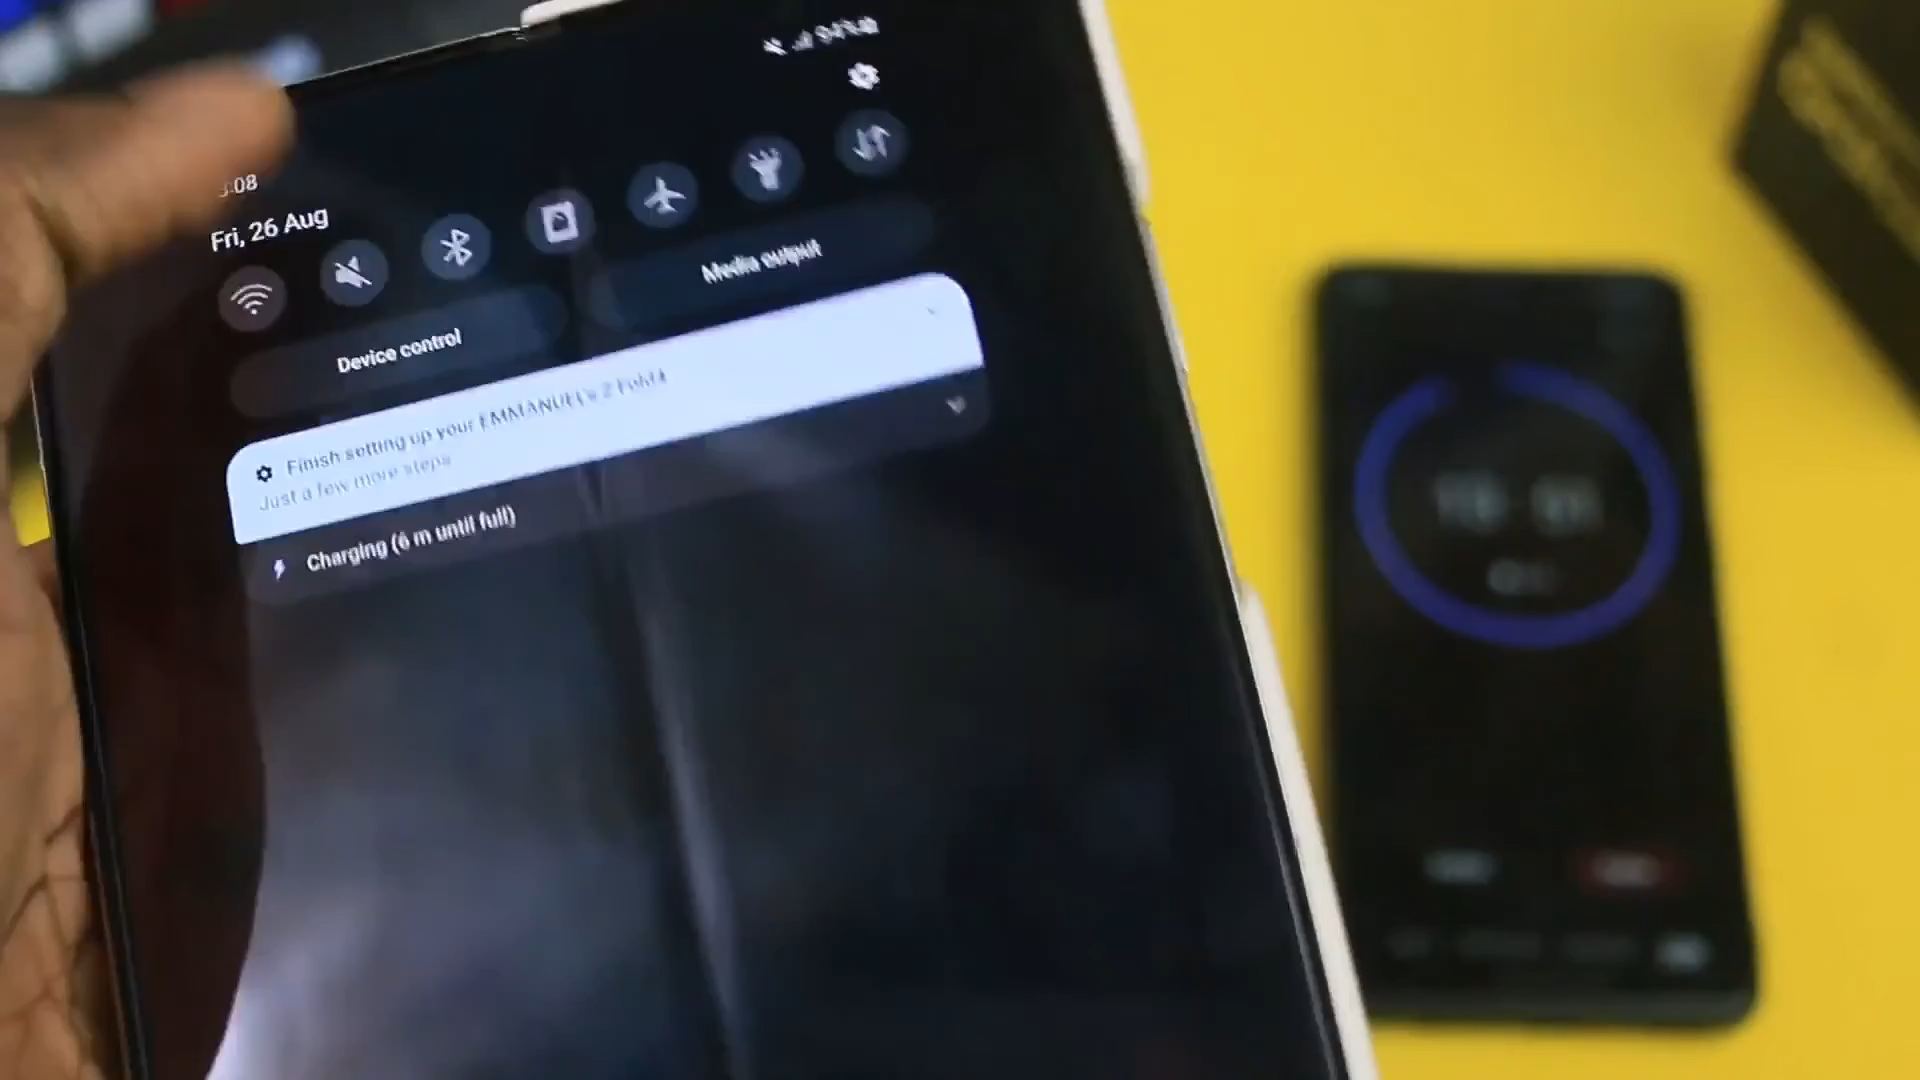 94%
:08
Fri, 26 Aug
Media output
Device control
Finish setting up your EMMANUEL's Z Fold4
Just a few more steps
Charging (6 m until full)